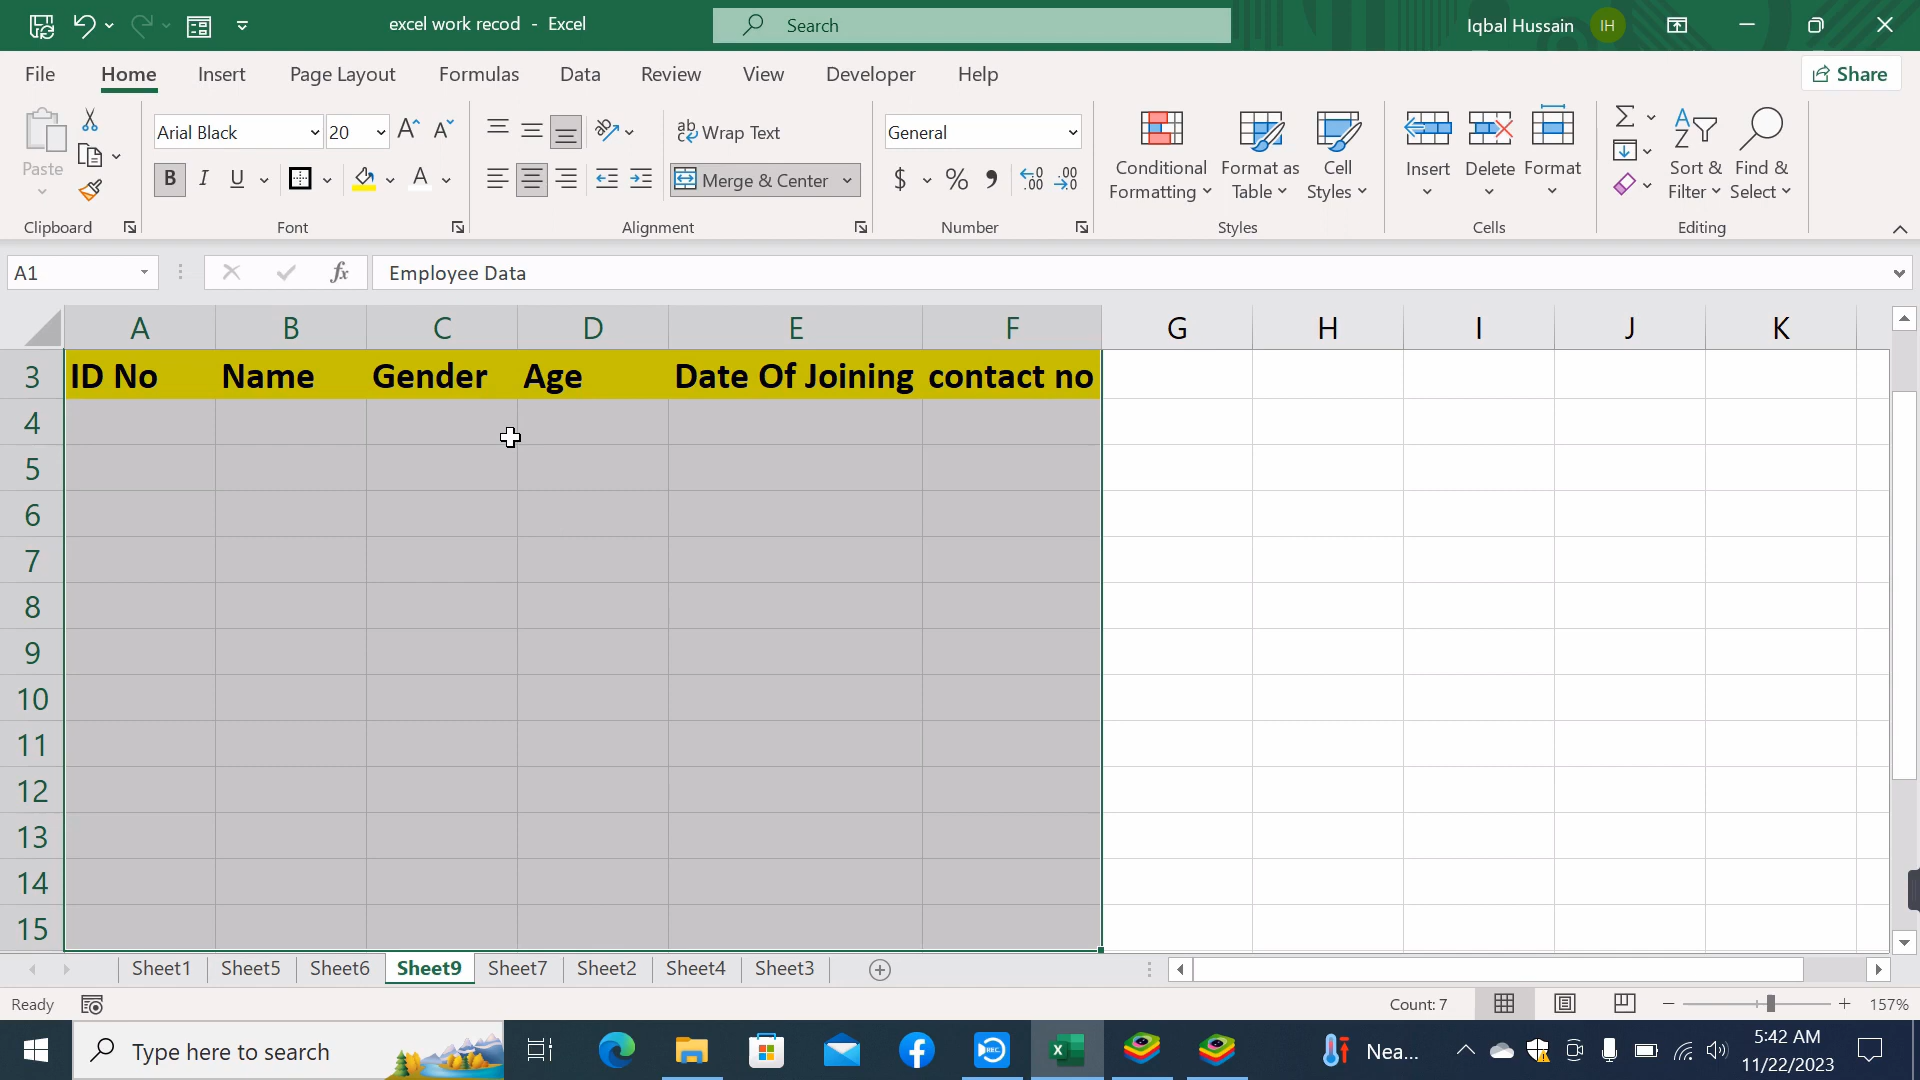 excel work recod - Excel
Search
Iqbal Hussain IH
File Home Insert Page Layout Formulas Data Review View Developer Help Share
Paste
Arial Black 20
B I U A
ab Wrap Text
Merge & Center
General
$ % 9
Conditional Formatting
Format as Table
Cell Styles
Insert Delete Format
Sort & Filter
Find & Select
Clipboard Font Alignment Number Styles Cells Editing
A1 fx Employee Data
A B C D E F G H I J K
3 ID No Name Gender Age Date Of Joining contact no
4
5
6
7
8
9
10
11
12
13
14
15
Sheet1 Sheet5 Sheet6 Sheet9 Sheet7 Sheet2 Sheet4 Sheet3
Ready Count: 7 157%
Type here to search REC Nea... 5:42 AM
11/22/2023